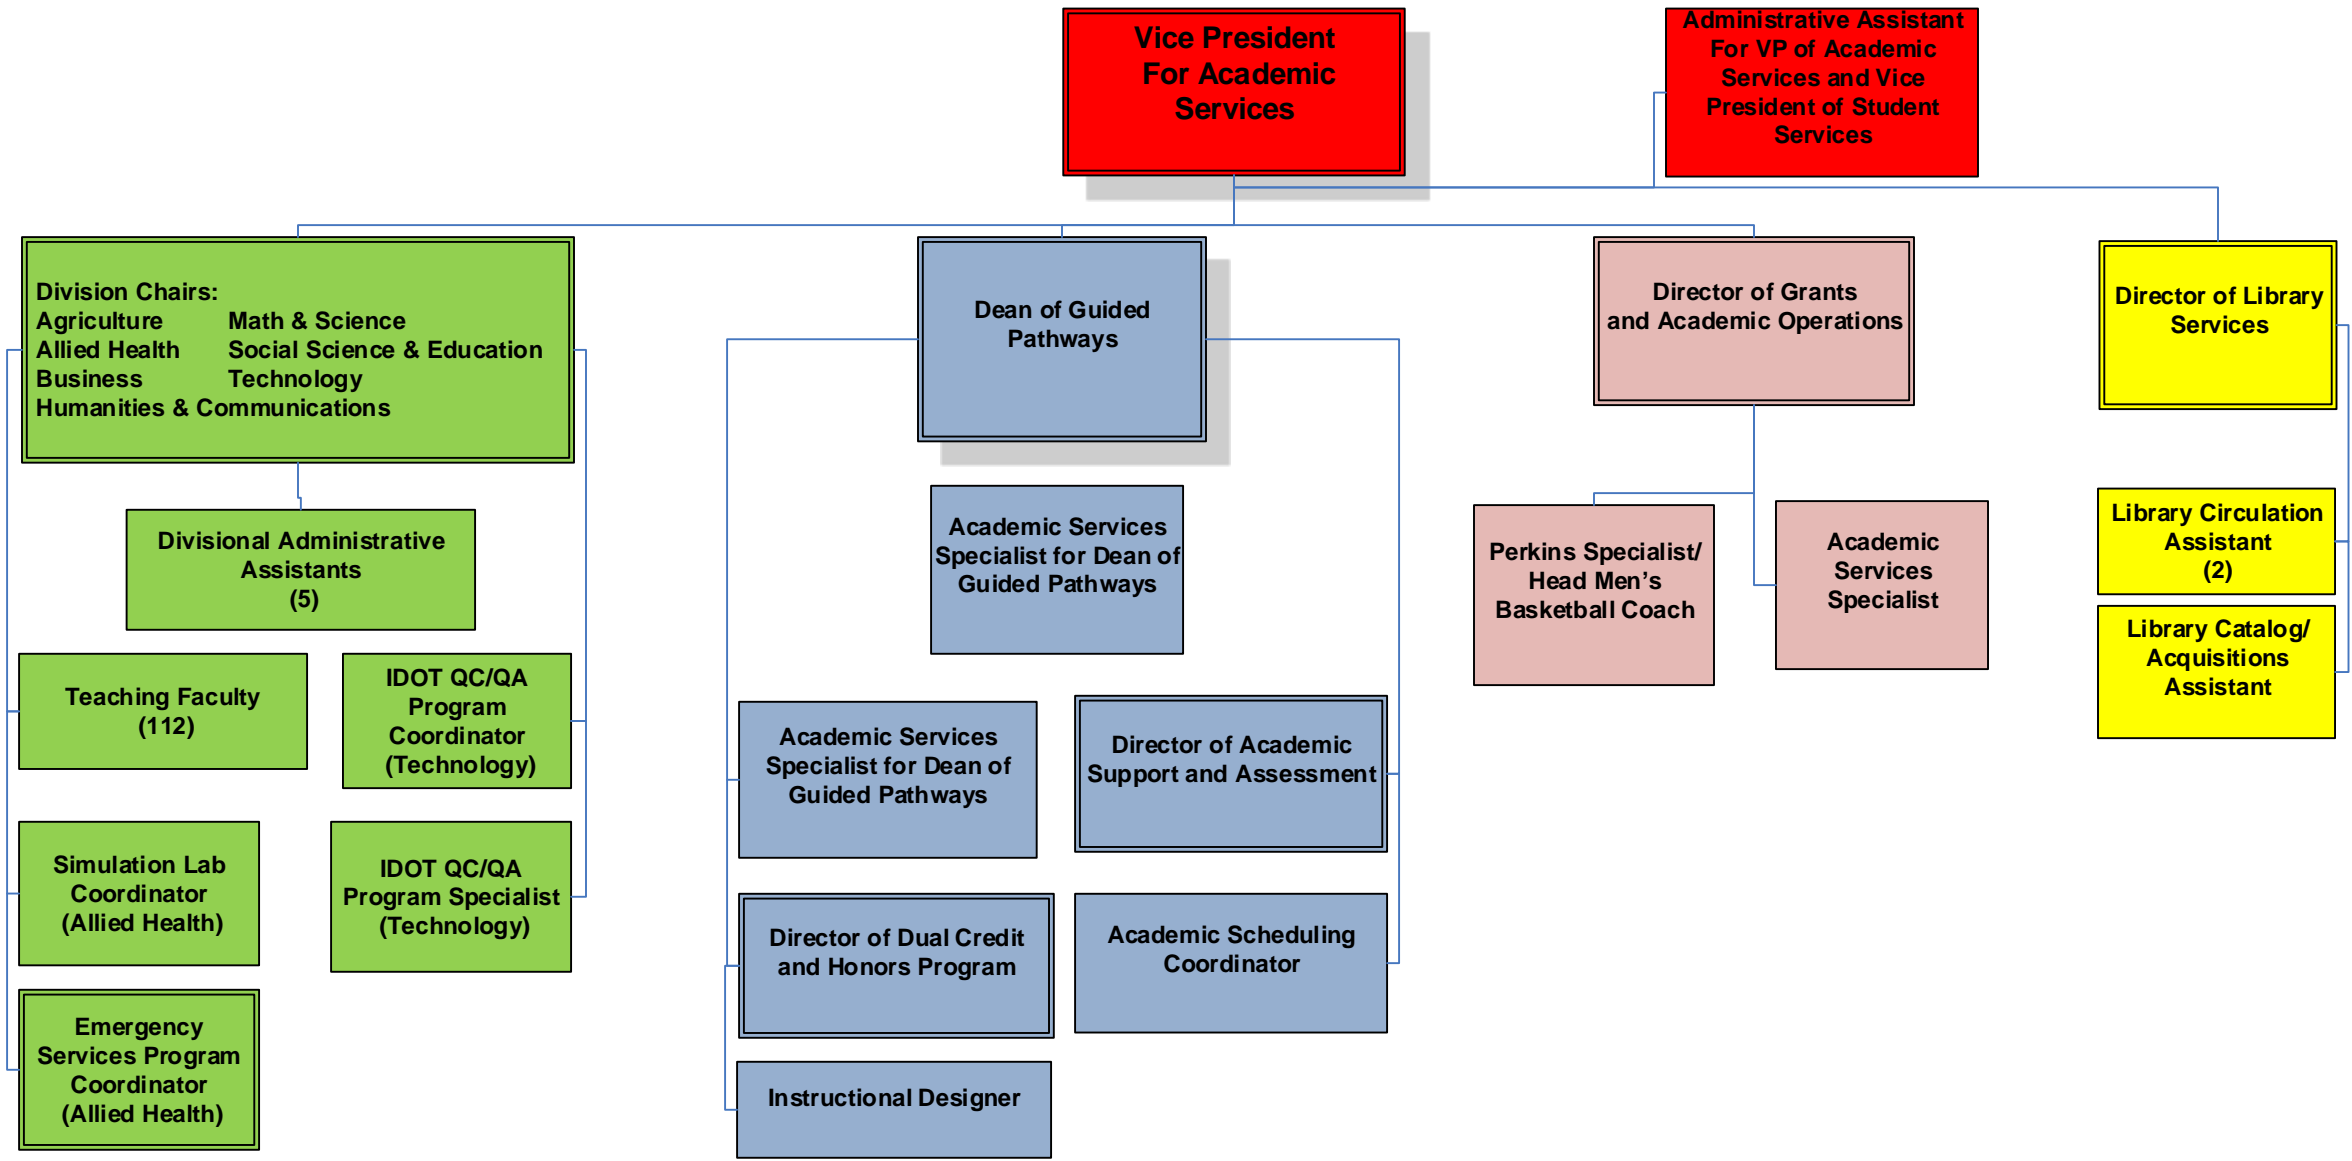 Vice President
For Academic
Services
Administrative Assistant
For VP of Academic
Services and Vice
President of Student
Services
Division Chairs:
Agriculture Math & Science
Allied Health Social Science & Education
Business Technology
Humanities & Communications
Dean of Guided
Pathways
Director of Grants
and Academic Operations
Director of Library
Services
Divisional Administrative
Assistants
(5)
Academic Services
Specialist for Dean of
Guided Pathways
Perkins Specialist/
Head Men’s
Basketball Coach
Academic
Services
Specialist
Library Circulation
Assistant
(2)
Library Catalog/
Acquisitions
Assistant
Teaching Faculty
(112)
IDOT QC/QA
Program
Coordinator
(Technology)
Academic Services
Specialist for Dean of
Guided Pathways
Director of Academic
Support and Assessment
Simulation Lab
Coordinator
(Allied Health)
IDOT QC/QA
Program Specialist
(Technology)
Director of Dual Credit
and Honors Program
Academic Scheduling
Coordinator
Emergency
Services Program
Coordinator
(Allied Health)
Instructional Designer